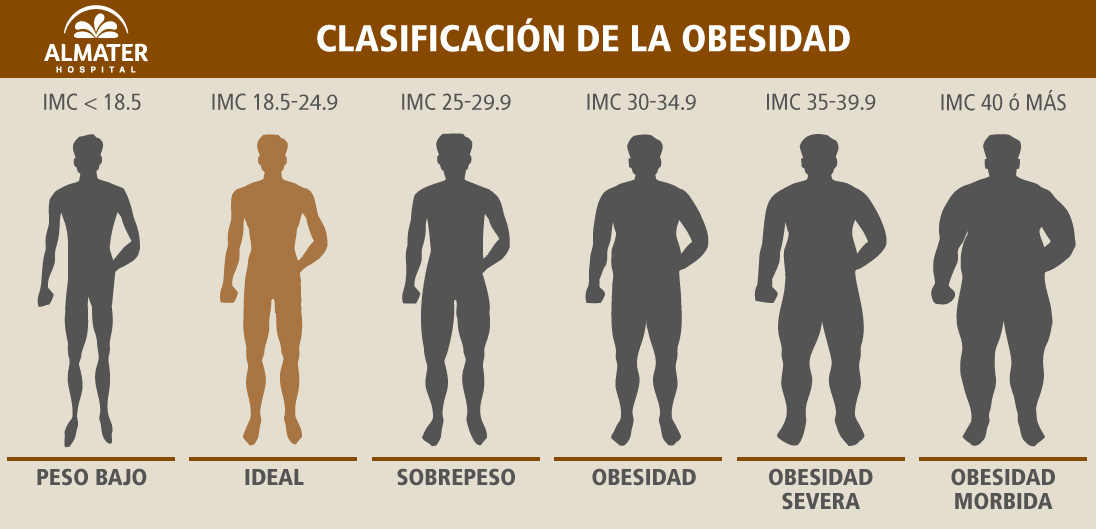 ALMATER
HOSPITAL
CLASIFICACIÓN DE LA OBESIDAD
IMC < 18.5
IMC 18.5-24.9
IMC 25-29.9
IMC 30-34.9
IMC 35-39.9
IMC 40 ó MÁS
PESO BAJO
IDEAL
SOBREPESO
OBESIDAD
OBESIDAD
SEVERA
OBESIDAD
MORBIDA